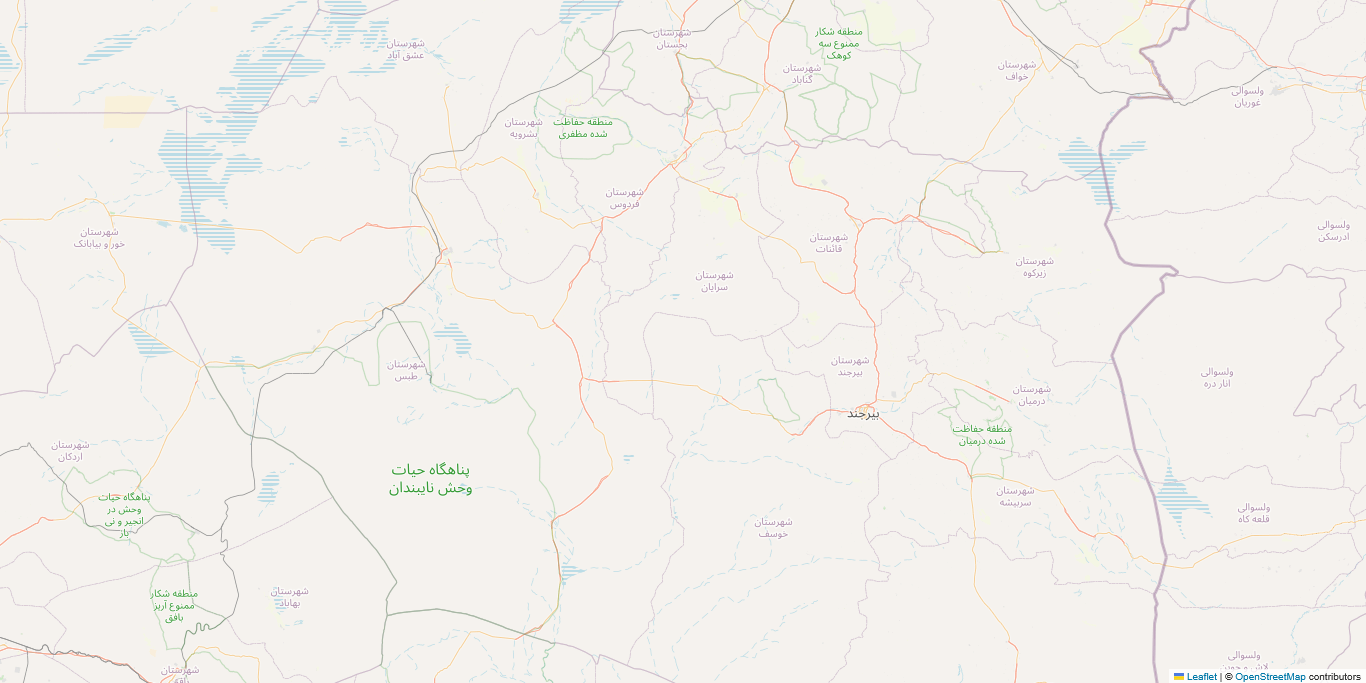 شهرستان
بجستان
منطقه شکار
ممنوع سه
کوهک
شهرستان
عشق آباد
شهرستان
گناباد
شهرستان
خواف
ولسوالی
غوریان
شهرستان
بشرویه
منطقه حفاظت
شده مظفری
شهرستان
فردوس
شهرستان
خور و بیابانک
شهرستان
قائنات
ولسوالی
ادرسکن
شهرستان
زیرکوه
شهرستان
سرایان
شهرستان
طبس
شهرستان
بیرجند
ولسوالی
انار دره
شهرستان
درمیان
بیرجند
منطقه حفاظت
شده درمیان
شهرستان
اردکان
پناهگاه حیات
وحش نایبندان
پناهگاه حیات
وحش در
انجیر و نی
باز
شهرستان
سربیشه
ولسوالی
قلعه کاه
شهرستان
خوسف
شهرستان
بهاباد
منطقه شکار
ممنوع آریز
بافق
ولسوالی
لاش و جوین
شهرستان
بافق
Leaflet | © OpenStreetMap contributors